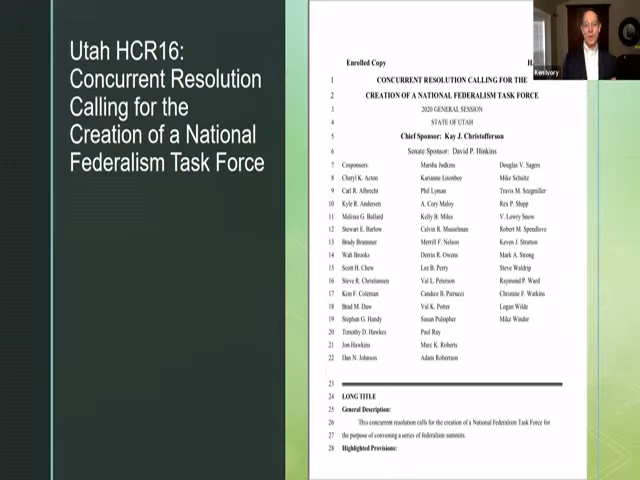 Utah HCR16:
Concurrent Resolution
Calling for the
Creation of a National
Federalism Task Force
Enrolled Copy H.
Ken Ivory
1 CONCURRENT RESOLUTION CALLING FOR THE
2 CREATION OF A NATIONAL FEDERALISM TASK FORCE
3 2020 GENERAL SESSION
4 STATE OF UTAH
5 Chief Sponsor: Kay J. Christofferson
6 Senate Sponsor: David P. Hinkins
7 Cosponsors: Marsha Judkins Douglas V. Sagers
8 Cheryl K. Acton Karianne Lisonbee Mike Schultz
9 Carl R. Albrecht Phil Lyman Travis M. Seegmiller
10 Kyle R. Andersen A. Cory Maloy Rex P. Shipp
11 Melissa G. Ballard Kelly B. Miles V. Lowry Snow
12 Stewart E. Barlow Calvin R. Musselman Robert M. Spendlove
13 Brady Brammer Merrill F. Nelson Keven J. Stratton
14 Walt Brooks Derrin R. Owens Mark A. Strong
15 Scott H. Chew Lee B. Perry Steve Waldrip
16 Steve R. Christiansen Val L. Peterson Raymond P. Ward
17 Kim F. Coleman Candice B. Pierucci Christine F. Watkins
18 Brad M. Daw Val K. Potter Logan Wilde
19 Stephen G. Handy Susan Pulsipher Mike Winder
20 Timothy D. Hawkes Paul Ray
21 Jon Hawkins Marc K. Roberts
22 Dan N. Johnson Adam Robertson
23
24 LONG TITLE
25 General Description:
26 This concurrent resolution calls for the creation of a National Federalism Task Force for
27 the purpose of convening a series of federalism summits.
28 Highlighted Provisions: